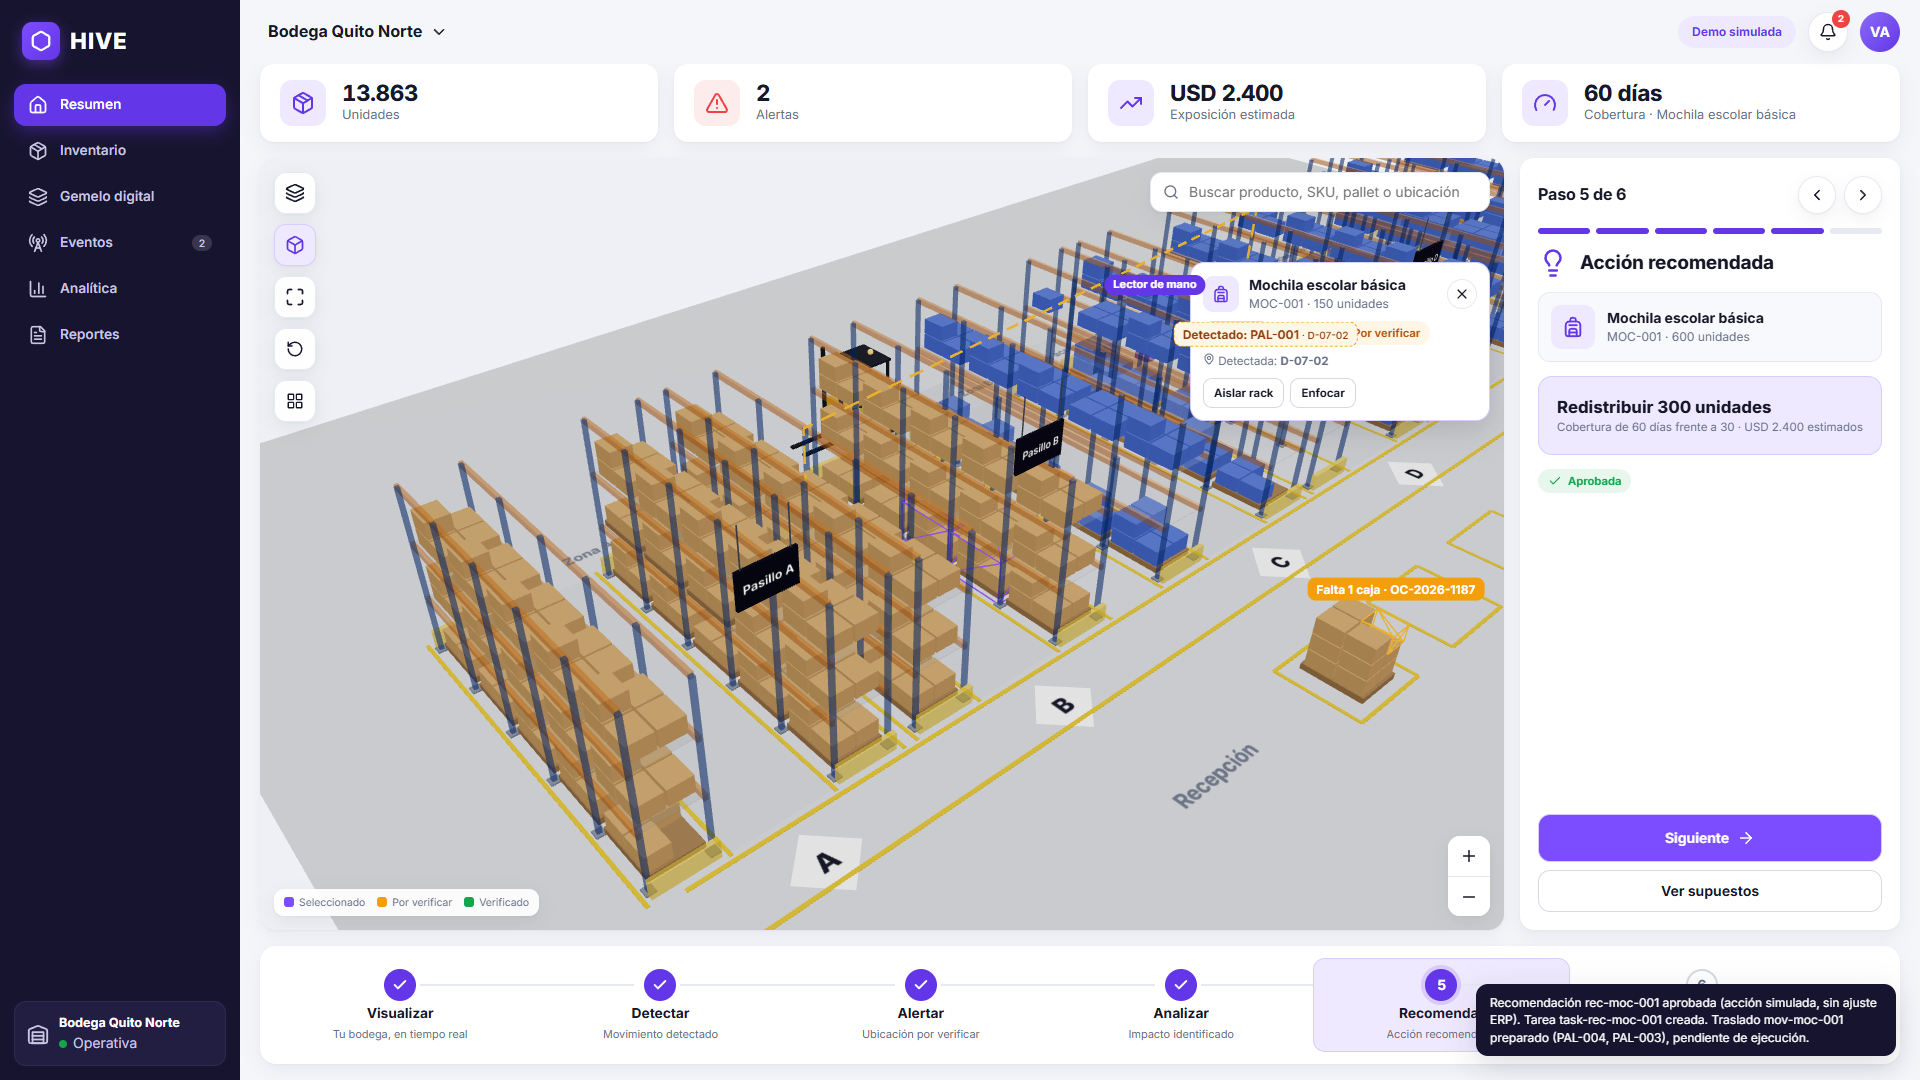 HIVE
Resumen
Inventario
Gemelo digital
Eventos
2
Analítica
Reportes
Bodega Quito Norte
Operativa
Bodega Quito Norte
Demo simulada
2
VA
13.863
Unidades
2
Alertas
USD 2.400
Exposición estimada
60 días
Cobertura · Mochila escolar básica
Buscar producto, SKU, pallet o ubicación
Lector de mano
Mochila escolar básica
MOC-001 · 150 unidades
Detectado: PAL-001 · D-07-02
Por verificar
Detectada: D-07-02
Aislar rack
Enfocar
Pasillo B
Pasillo A
Zona
D
C
B
A
Falta 1 caja · OC-2026-1187
Recepción
Seleccionado
Por verificar
Verificado
Paso 5 de 6
Acción recomendada
Mochila escolar básica
MOC-001 · 600 unidades
Redistribuir 300 unidades
Cobertura de 60 días frente a 30 · USD 2.400 estimados
Aprobada
Siguiente
Ver supuestos
Visualizar
Tu bodega, en tiempo real
Detectar
Movimiento detectado
Alertar
Ubicación por verificar
Analizar
Impacto identificado
5
Recomenda
Acción recomend
Recomendación rec-moc-001 aprobada (acción simulada, sin ajuste
ERP). Tarea task-rec-moc-001 creada. Traslado mov-moc-001
preparado (PAL-004, PAL-003), pendiente de ejecución.